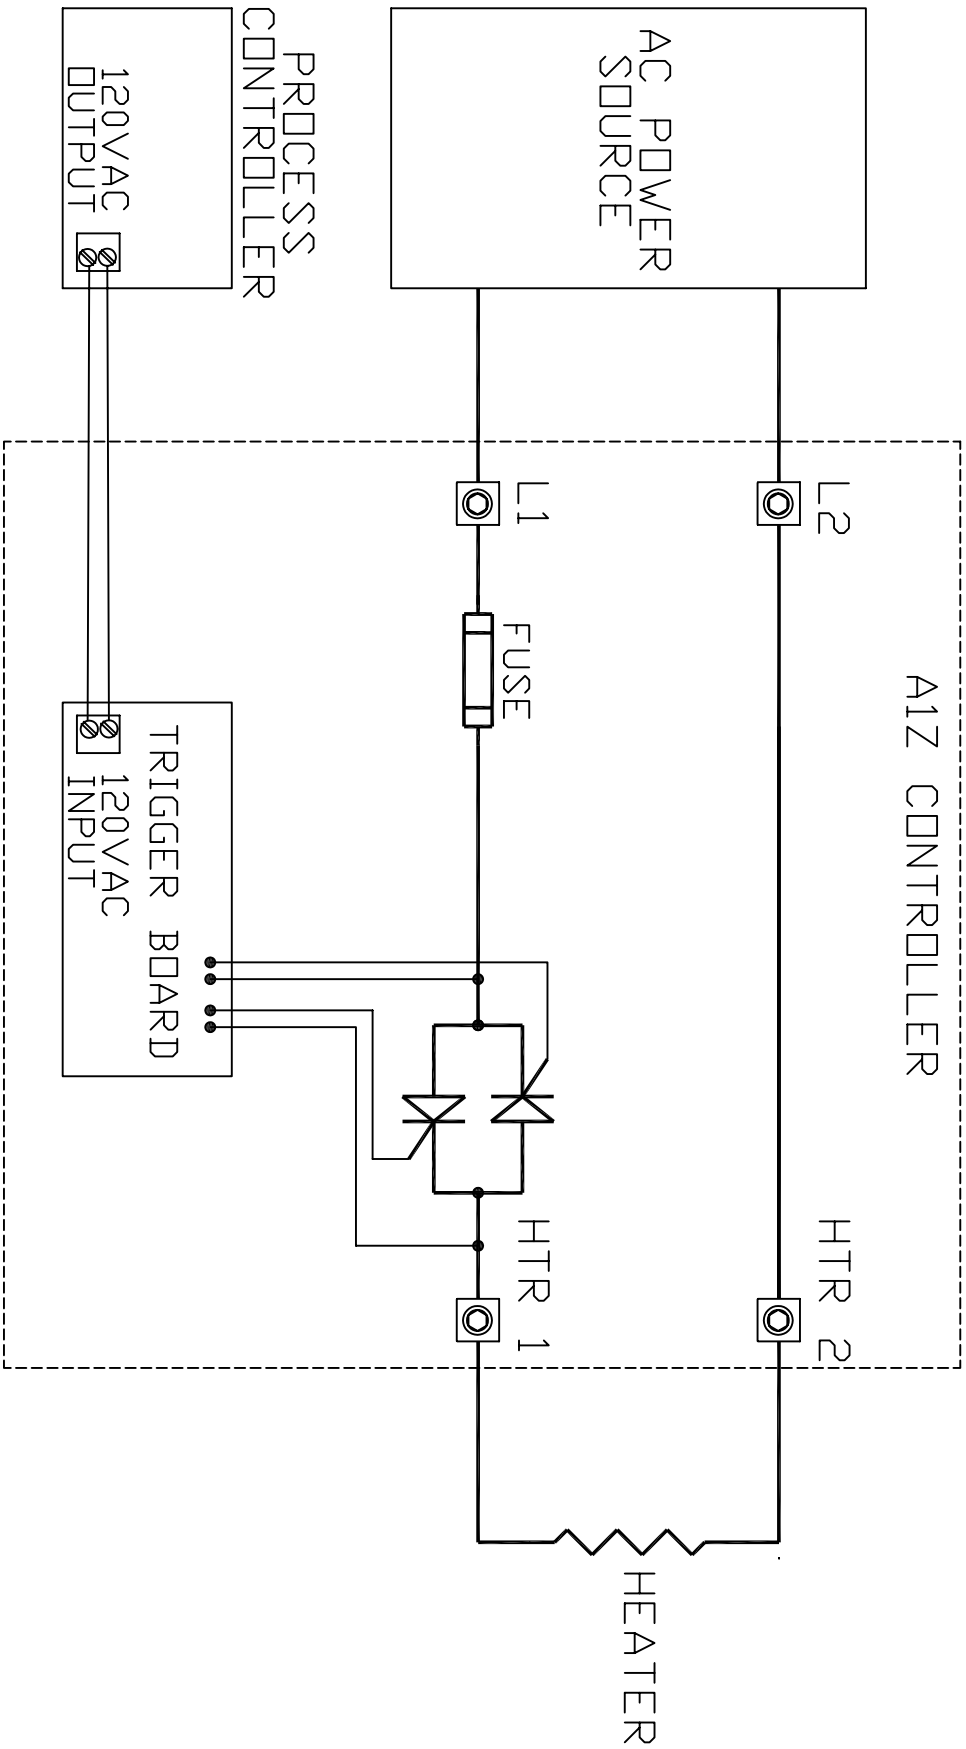 A1Z CONTROLLER
L2
HTR 2
AC POWER
SOURCE
L1
FUSE
HTR 1
HEATER
PROCESS
CONTROLLER
120VAC
OUTPUT
TRIGGER BOARD
120VAC
INPUT